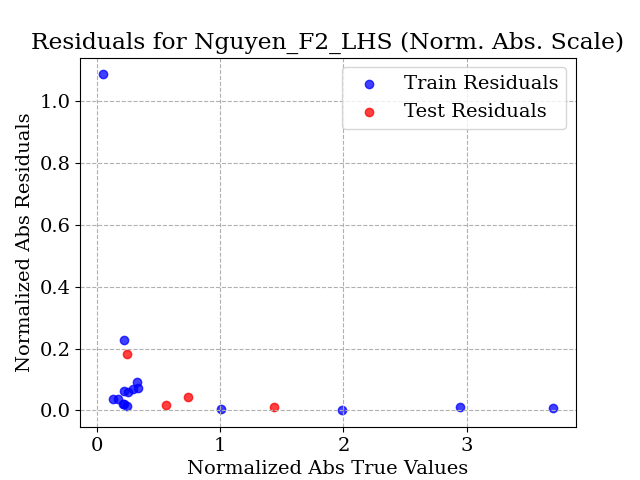 Residuals for Nguyen_F2_LHS (Norm. Abs. Scale)
Train Residuals
Test Residuals
Normalized Abs Residuals
1.0
0.8
0.6
0.4
0.2
0.0
0 1 2 3
Normalized Abs True Values